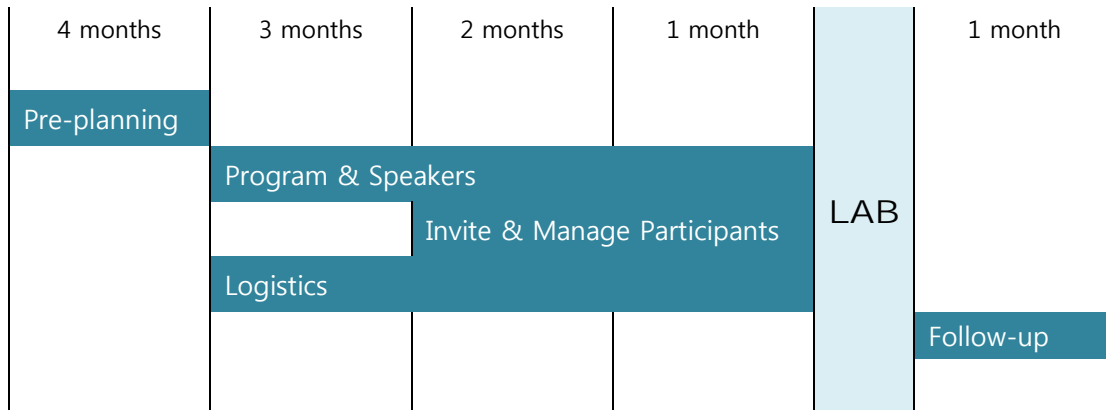 4 months
3 months
2 months
1 month
1 month
Pre-planning
Program & Speakers
Invite & Manage Participants
LAB
Logistics
Follow-up